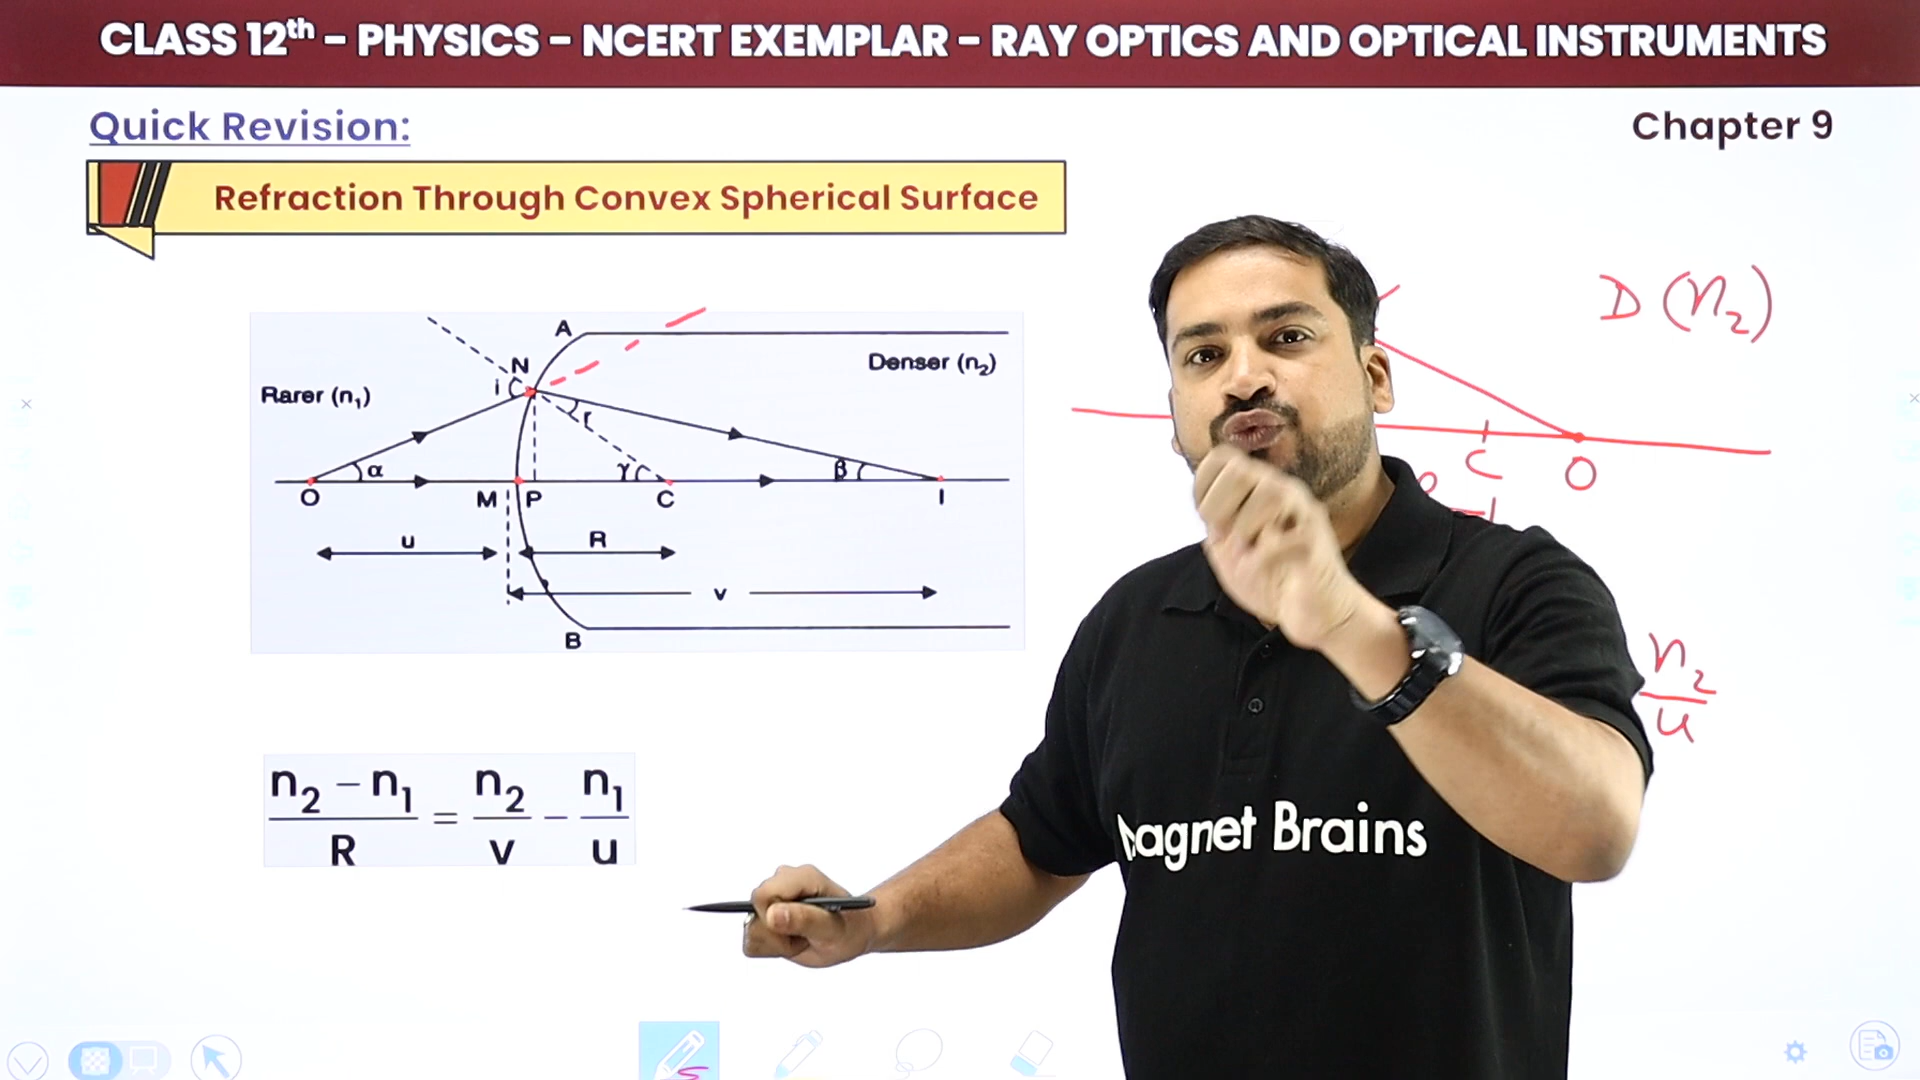 CLASS 12th - PHYSICS - NCERT EXEMPLAR - RAY OPTICS AND OPTICAL INSTRUMENTS
Quick Revision:
Chapter 9
Refraction Through Convex Spherical Surface
A
N
i
Denser (n₂)
Rarer (n₁)
r
α
γ
β
O
M
P
C
I
u
R
v
B
D (n₂)
C
O
n₂ - n₁ / R = n₂ / v - n₁ / u
n₂ / u
Magnet Brains